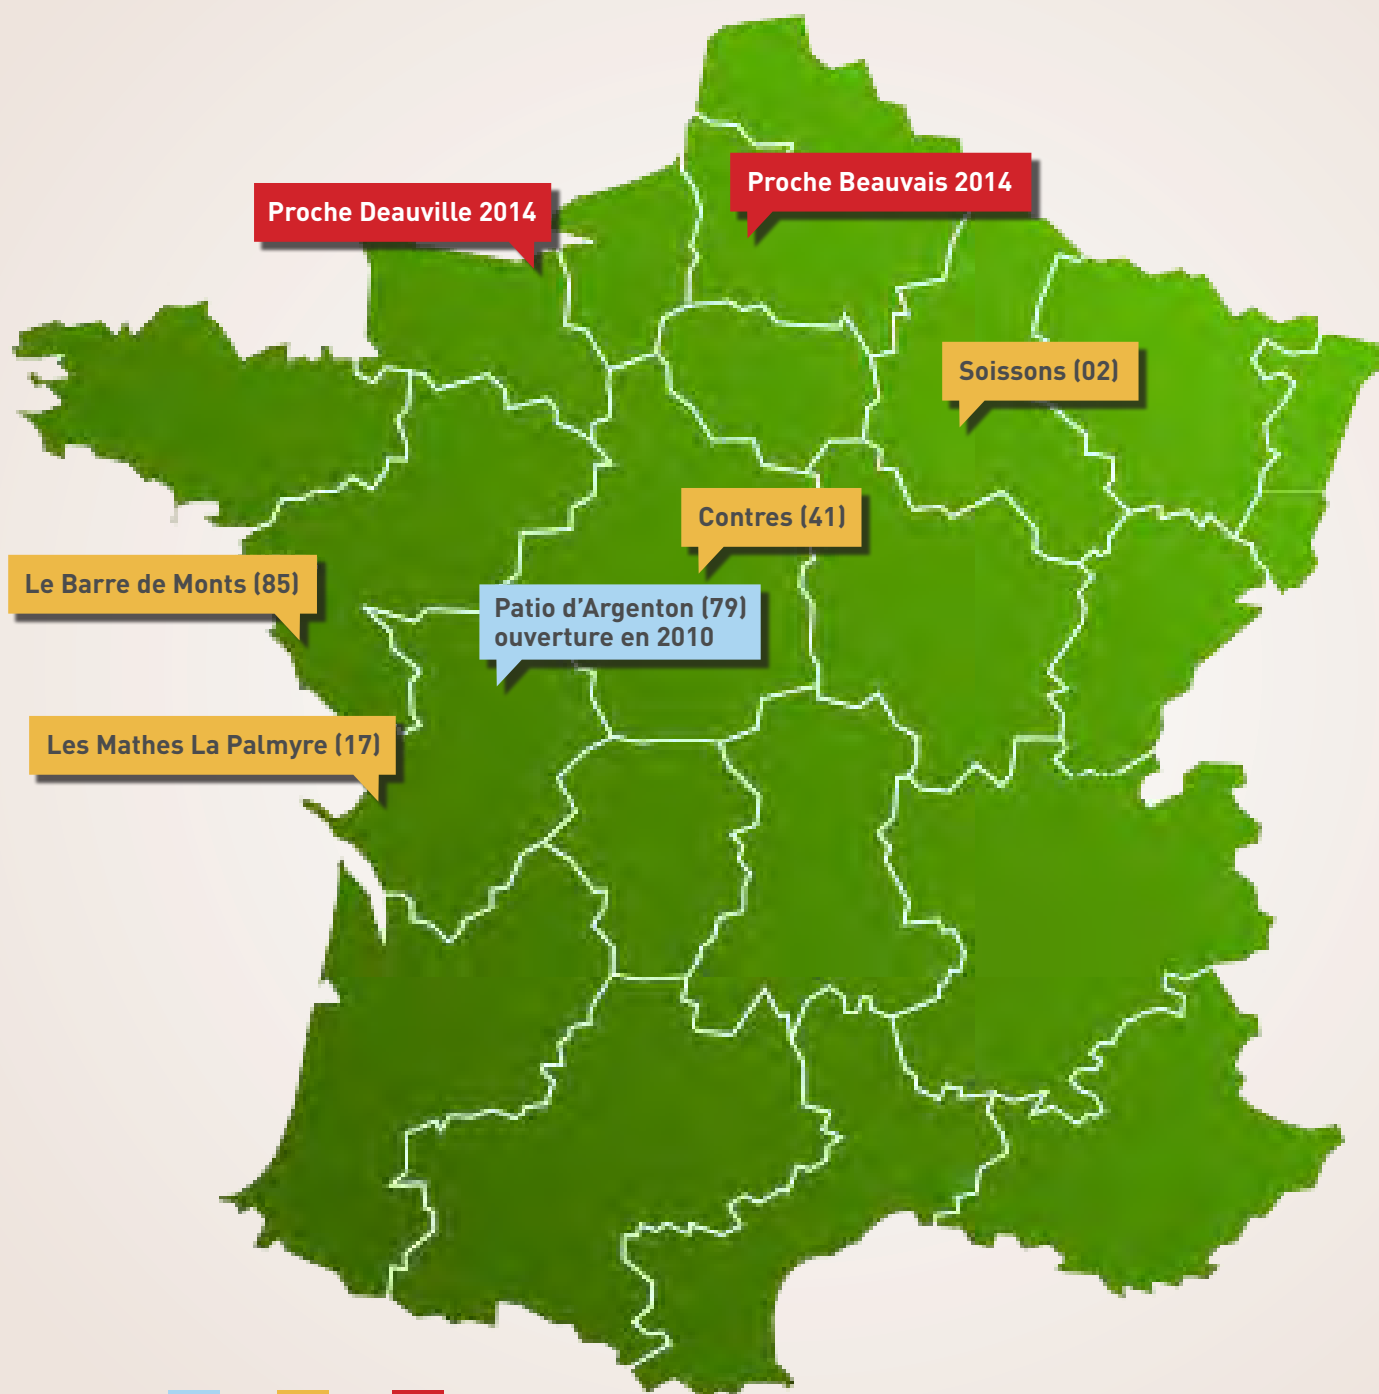 Proche Beauvais 2014
Proche Deauville 2014
Soissons (02)
Contres (41)
Le Barre de Monts (85)
Patio d’Argenton (79)
ouverture en 2010
Les Mathes La Palmyre (17)